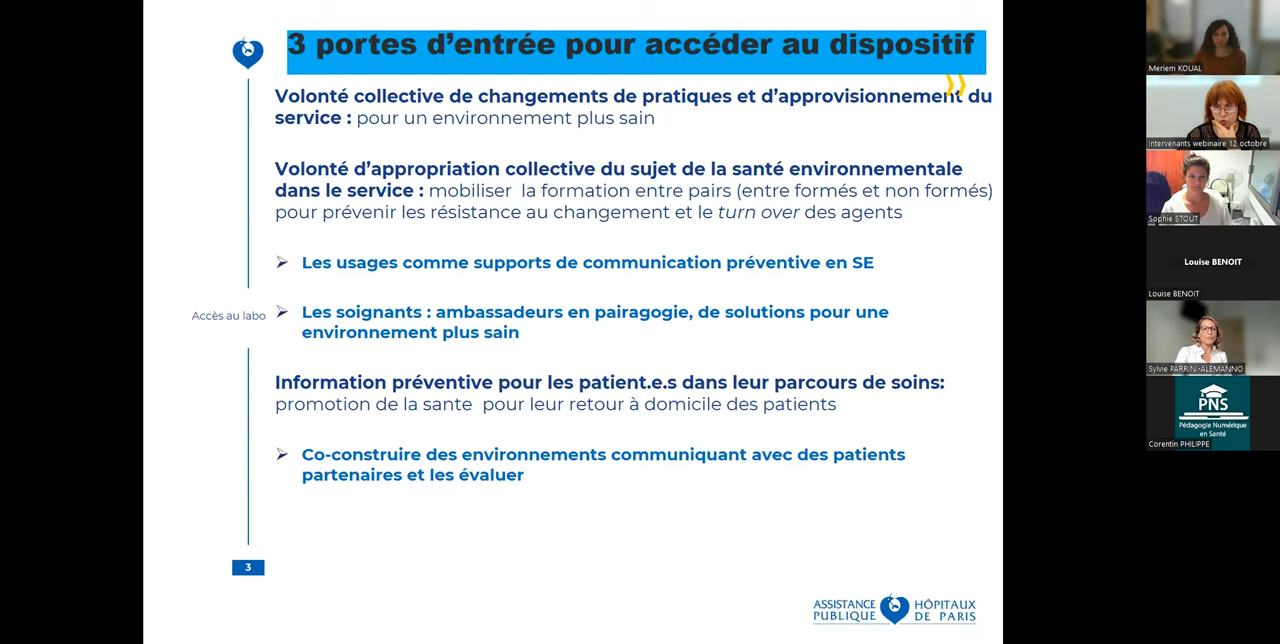 3 portes d’entrée pour accéder au dispositif
Volonté collective de changements de pratiques et d’approvisionnement du
service : pour un environnement plus sain
Volonté d’appropriation collective du sujet de la santé environnementale
dans le service : mobiliser la formation entre pairs (entre formés et non formés)
pour prévenir les résistance au changement et le turn over des agents
Les usages comme supports de communication préventive en SE
Accès au labo
Les soignants : ambassadeurs en pairagogie, de solutions pour une
environnement plus sain
Information préventive pour les patient.e.s dans leur parcours de soins:
promotion de la sante pour leur retour à domicile des patients
Co-construire des environnements communiquant avec des patients
partenaires et les évaluer
3
ASSISTANCE HÔPITAUX
PUBLIQUE DE PARIS
Meriem KOUAL
Intervenants webinaire 12 octobre
Sophie STOUT
Louise BENOIT
Louise BENOIT
Sylvie PARRINI-ALEMANNO
PNS
Pédagogie Numérique
en Santé
Corentin PHILIPPE